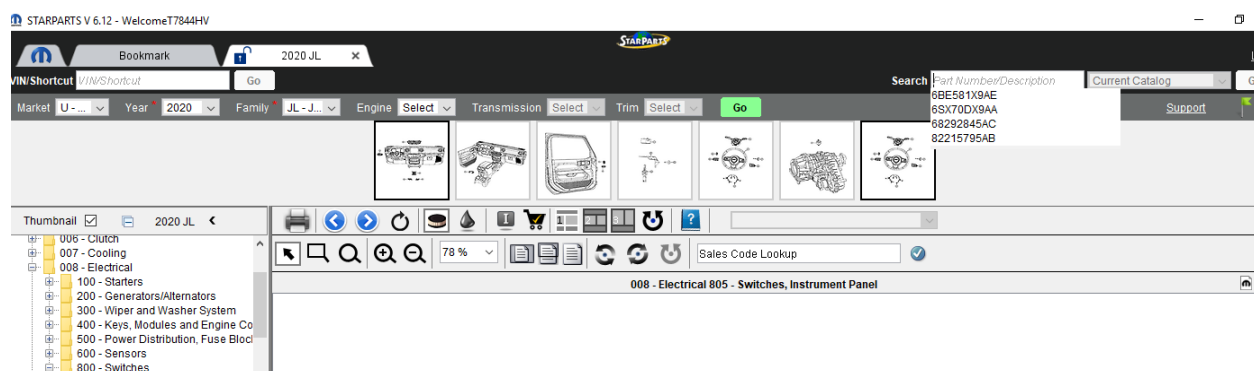 STARPARTS V 6.12 - WelcomeT7844HV
Bookmark 2020 JL ×
STARPARTS
VIN/Shortcut VIN/Shortcut Go Search Part Number/Description Current Catalog
6BE581X9AE
6SX70DX9AA
68292845AC
82215795AB
Market U - ... Year * 2020 Family * JL - J... Engine Select Transmission Select Trim Select Go Support
Thumbnail 2020 JL <
006 - Clutch
007 - Cooling
008 - Electrical
100 - Starters
200 - Generators/Alternators
300 - Wiper and Washer System
400 - Keys, Modules and Engine Co
500 - Power Distribution, Fuse Bloc
600 - Sensors
800 - Switches
78 % Sales Code Lookup
008 - Electrical 805 - Switches, Instrument Panel